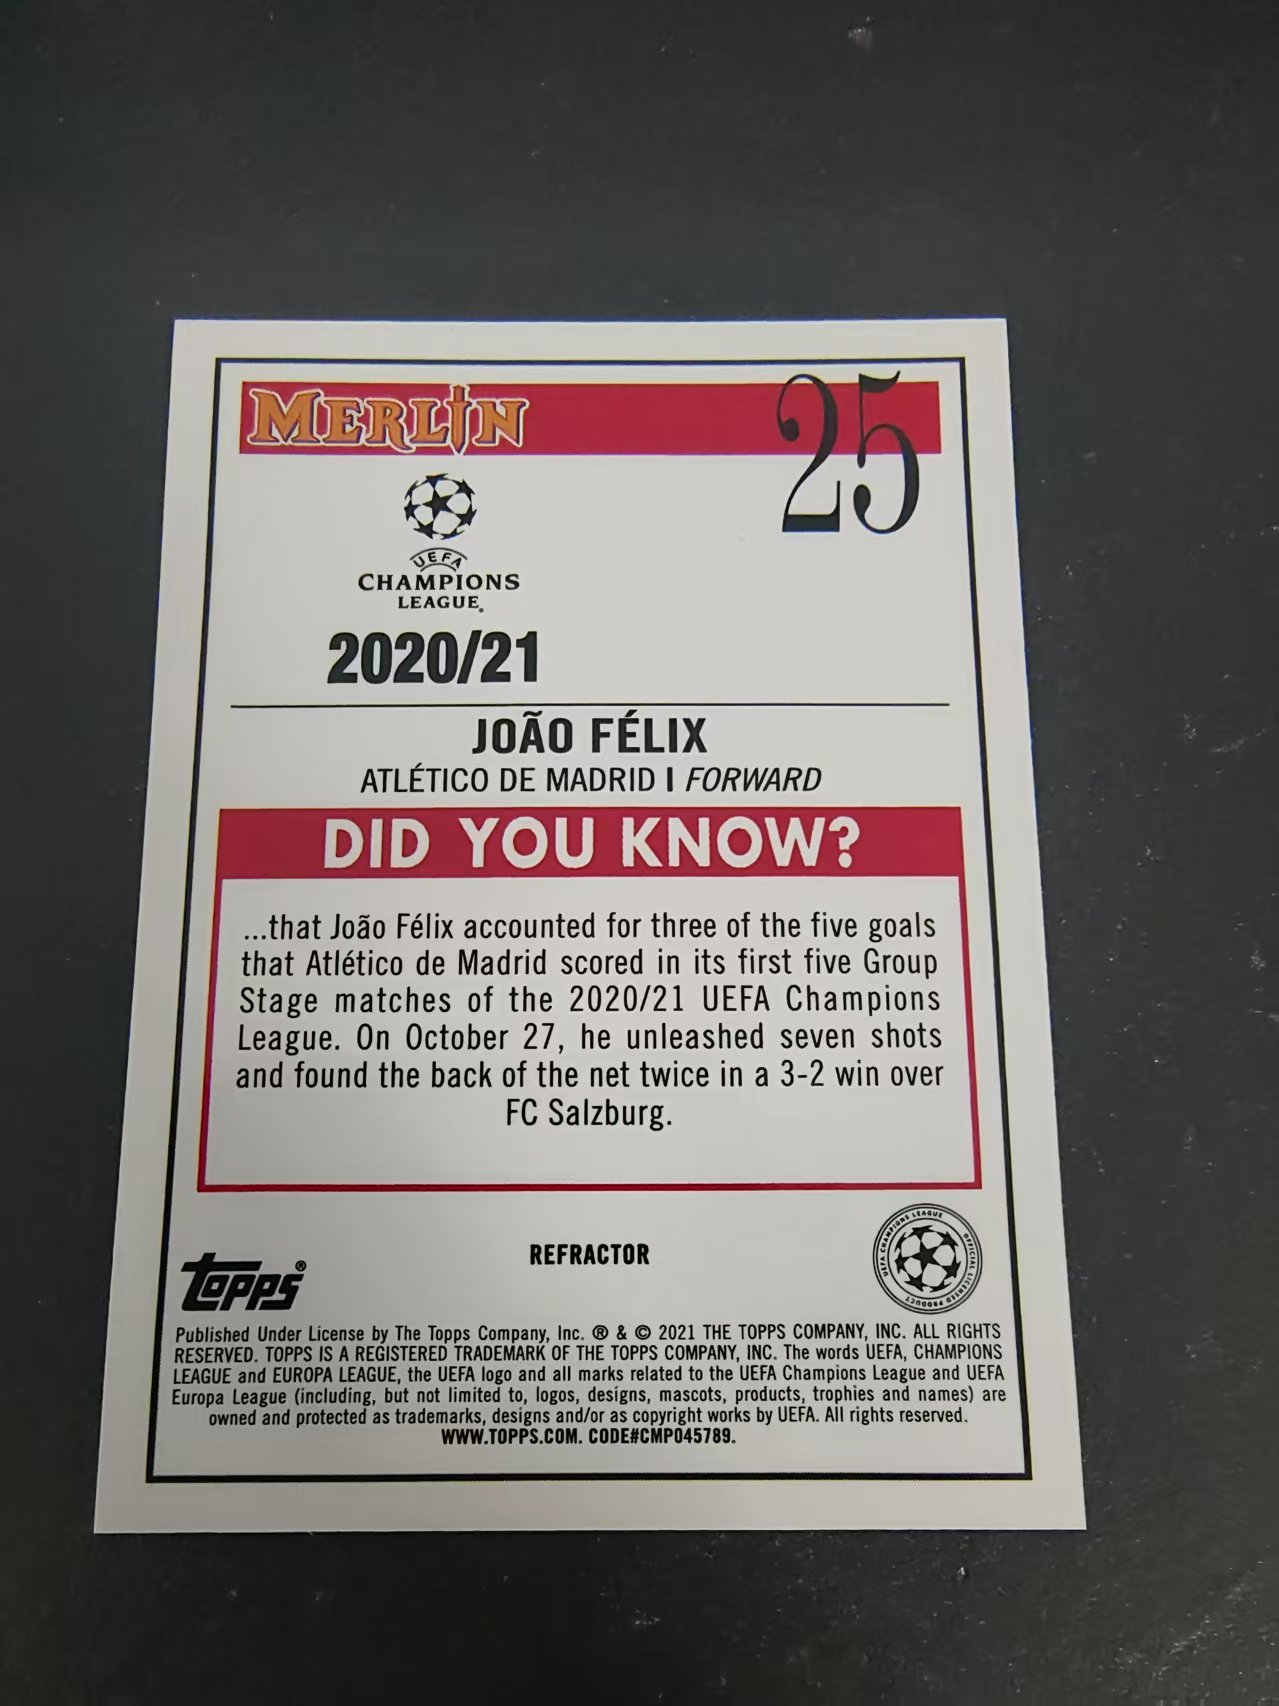 MERLIN
25
UEFA
CHAMPIONS
LEAGUE®
2020/21
JOÃO FÉLIX
ATLÉTICO DE MADRID I FORWARD
DID YOU KNOW?
...that João Félix accounted for three of the five goals
that Atlético de Madrid scored in its first five Group
Stage matches of the 2020/21 UEFA Champions
League. On October 27, he unleashed seven shots
and found the back of the net twice in a 3-2 win over
FC Salzburg.
REFRACTOR
UEFA CHAMPIONS LEAGUE OFFICIAL LICENSED PRODUCT
Topps®
Published Under License by The Topps Company, Inc. ® & © 2021 THE TOPPS COMPANY, INC. ALL RIGHTS
RESERVED. TOPPS IS A REGISTERED TRADEMARK OF THE TOPPS COMPANY, INC. The words UEFA, CHAMPIONS
LEAGUE and EUROPA LEAGUE, the UEFA logo and all marks related to the UEFA Champions League and UEFA
Europa League (including, but not limited to, logos, designs, mascots, products, trophies and names) are
owned and protected as trademarks, designs and/or as copyright works by UEFA. All rights reserved.
WWW.TOPPS.COM. CODE#CMP045789.